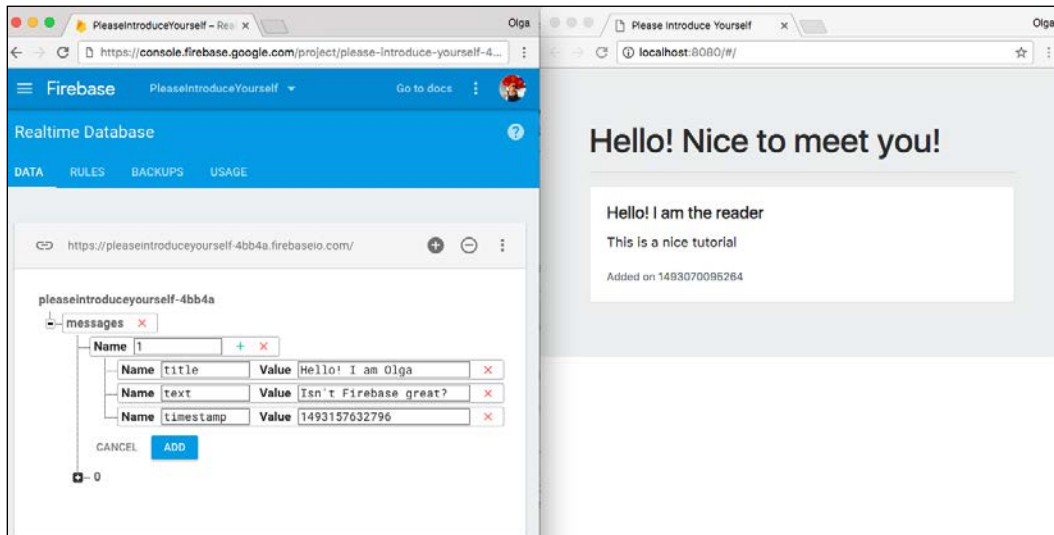 PleaseIntroduceYourself – Rea
Olga
https://console.firebase.google.com/project/please-introduce-yourself-4...
Firebase
PleaseIntroduceYourself
Go to docs
Realtime Database
DATA RULES BACKUPS USAGE
https://pleaseintroduceyourself-4bb4a.firebaseio.com/
pleaseintroduceyourself-4bb4a
messages
Name 1
Name title Value Hello! I am Olga
Name text Value Isn't Firebase great?
Name timestamp Value 1493157632796
CANCEL ADD
0
Please Introduce Yourself
Olga
localhost:8080/#/
Hello! Nice to meet you!
Hello! I am the reader
This is a nice tutorial
Added on 1493070095264